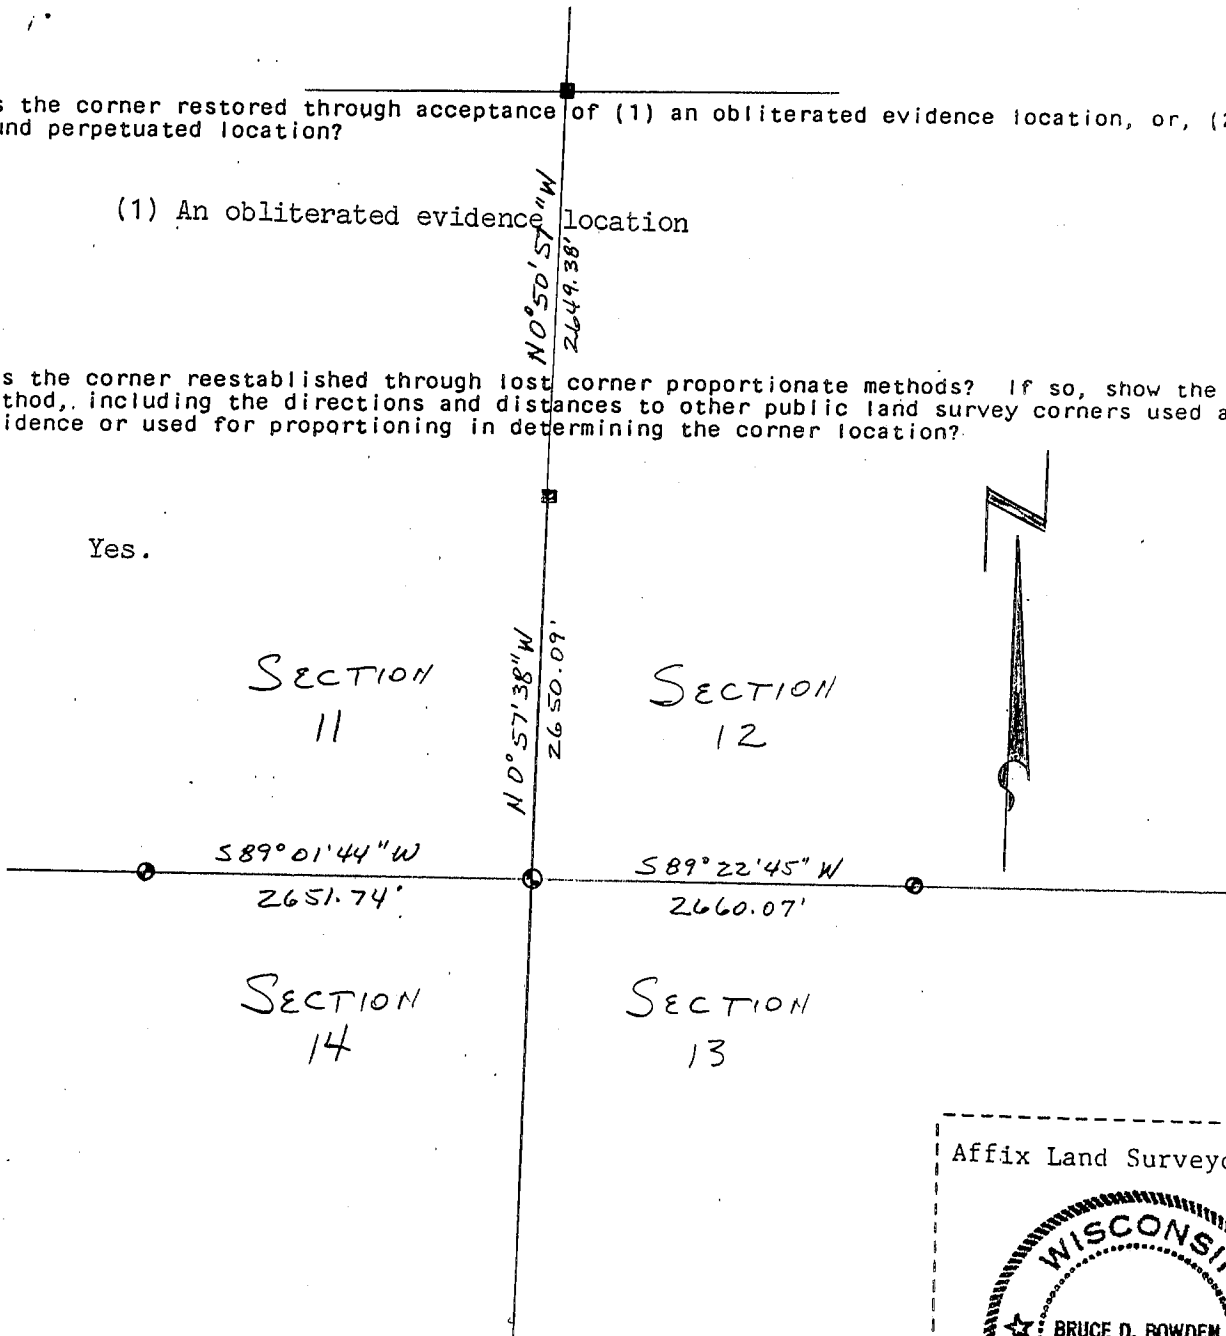 s the corner restored through acceptance of (1) an obliterated evidence location, or, (2
und perpetuated location?
(1) An obliterated evidence location
N0°50'57"W
2649.38'
s the corner reestablished through lost corner proportionate methods? If so, show the
thod, including the directions and distances to other public land survey corners used a
idence or used for proportioning in determining the corner location?
Yes.
N0°57'38"W
2650.09'
SECTION
11
SECTION
12
S89°01'44"W
2651.74'
S89°22'45"W
2660.07'
SECTION
14
SECTION
13
Affix Land Surveyo
WISCONSIN
BRUCE D. BOWDEN